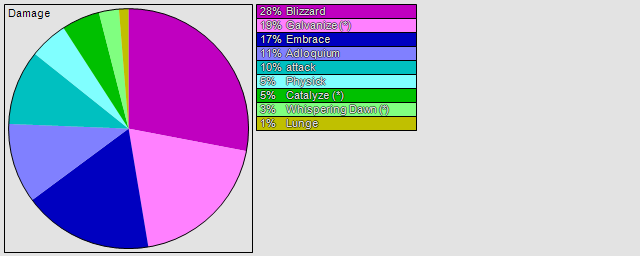 Damage
28% Blizzard
19% Galvanize (*)
17% Embrace
11% Adloquium
10% attack
5% Physick
5% Catalyze (*)
3% Whispering Dawn (*)
1% Lunge